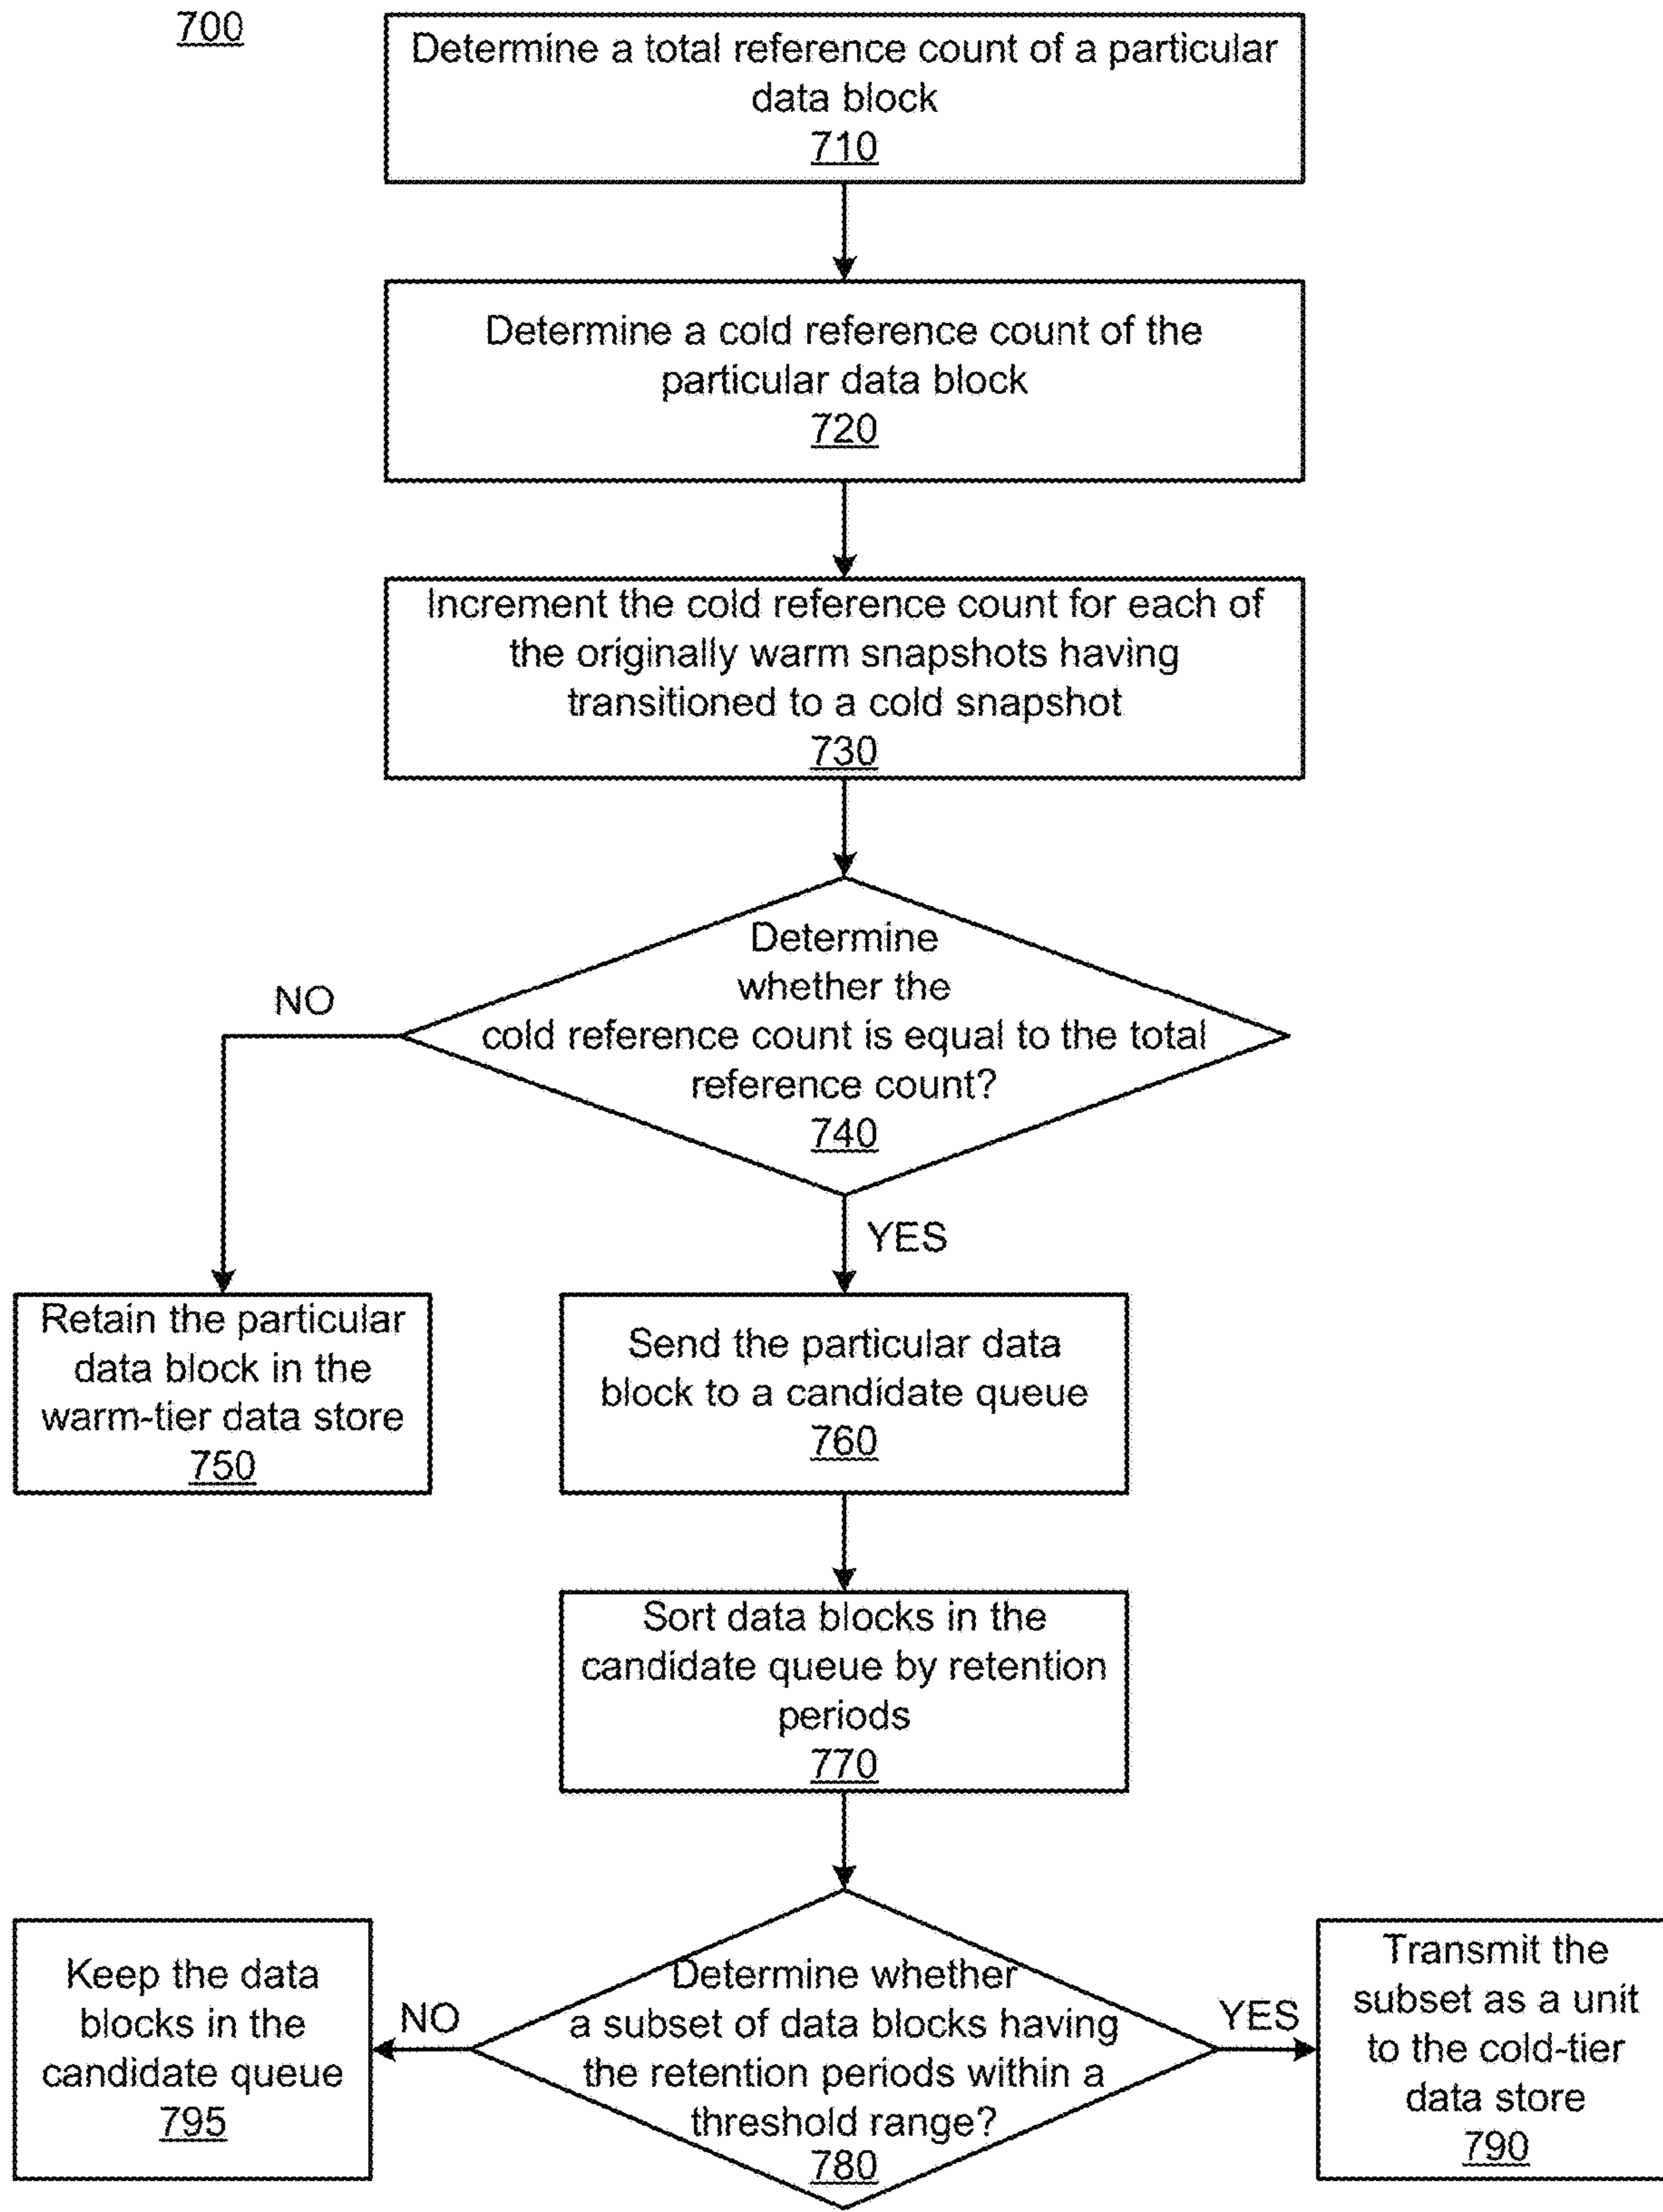 700
Determine a total reference count of a particular
data block
710
Determine a cold reference count of the
particular data block
720
Increment the cold reference count for each of
the originally warm snapshots having
transitioned to a cold snapshot
730
Determine
whether the
cold reference count is equal to the total
reference count?
740
NO
YES
Retain the particular
data block in the
warm-tier data store
750
Send the particular data
block to a candidate queue
760
Sort data blocks in the
candidate queue by retention
periods
770
Determine whether
a subset of data blocks having
the retention periods within a
threshold range?
780
NO
YES
Keep the data
blocks in the
candidate queue
795
Transmit the
subset as a unit
to the cold-tier
data store
790